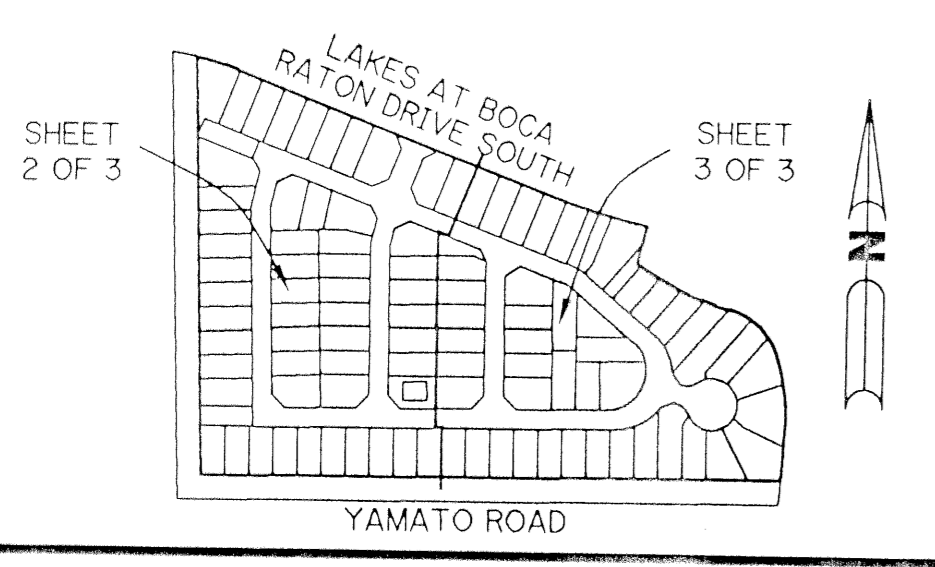 LAKES AT BOCA
RATON DRIVE SOUTH
SHEET
2 OF 3
SHEET
3 OF 3
N
YAMATO ROAD